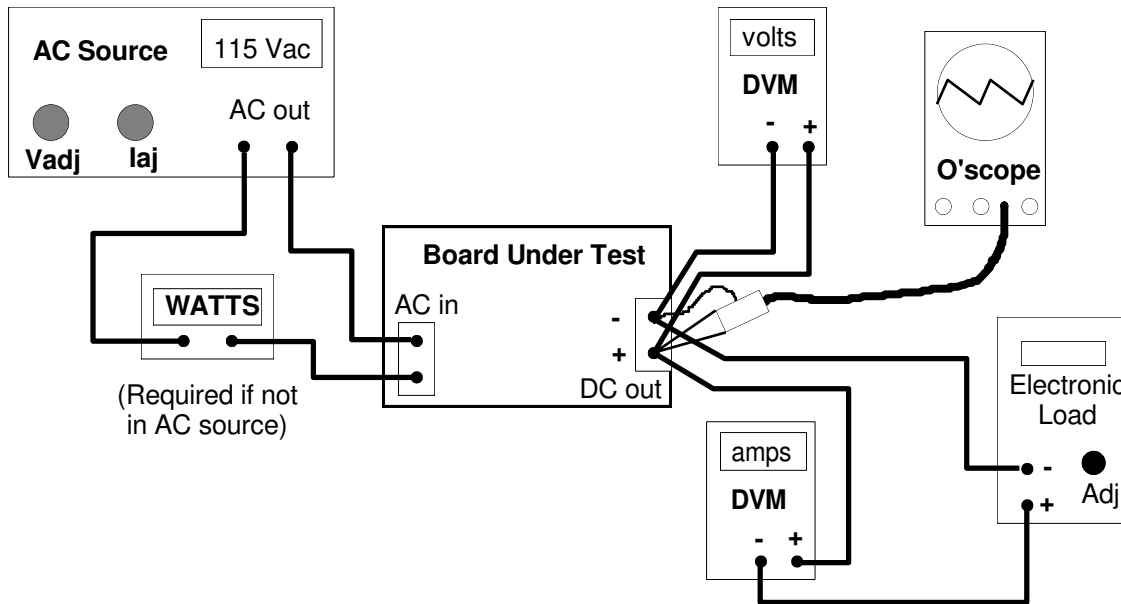 AC Source
115 Vac
AC out
Vadj
Iaj
volts
DVM
- +
O'scope
WATTS
(Required if not
in AC source)
Board Under Test
AC in
-
+
DC out
amps
DVM
- +
Electronic
Load
-
+
Adj